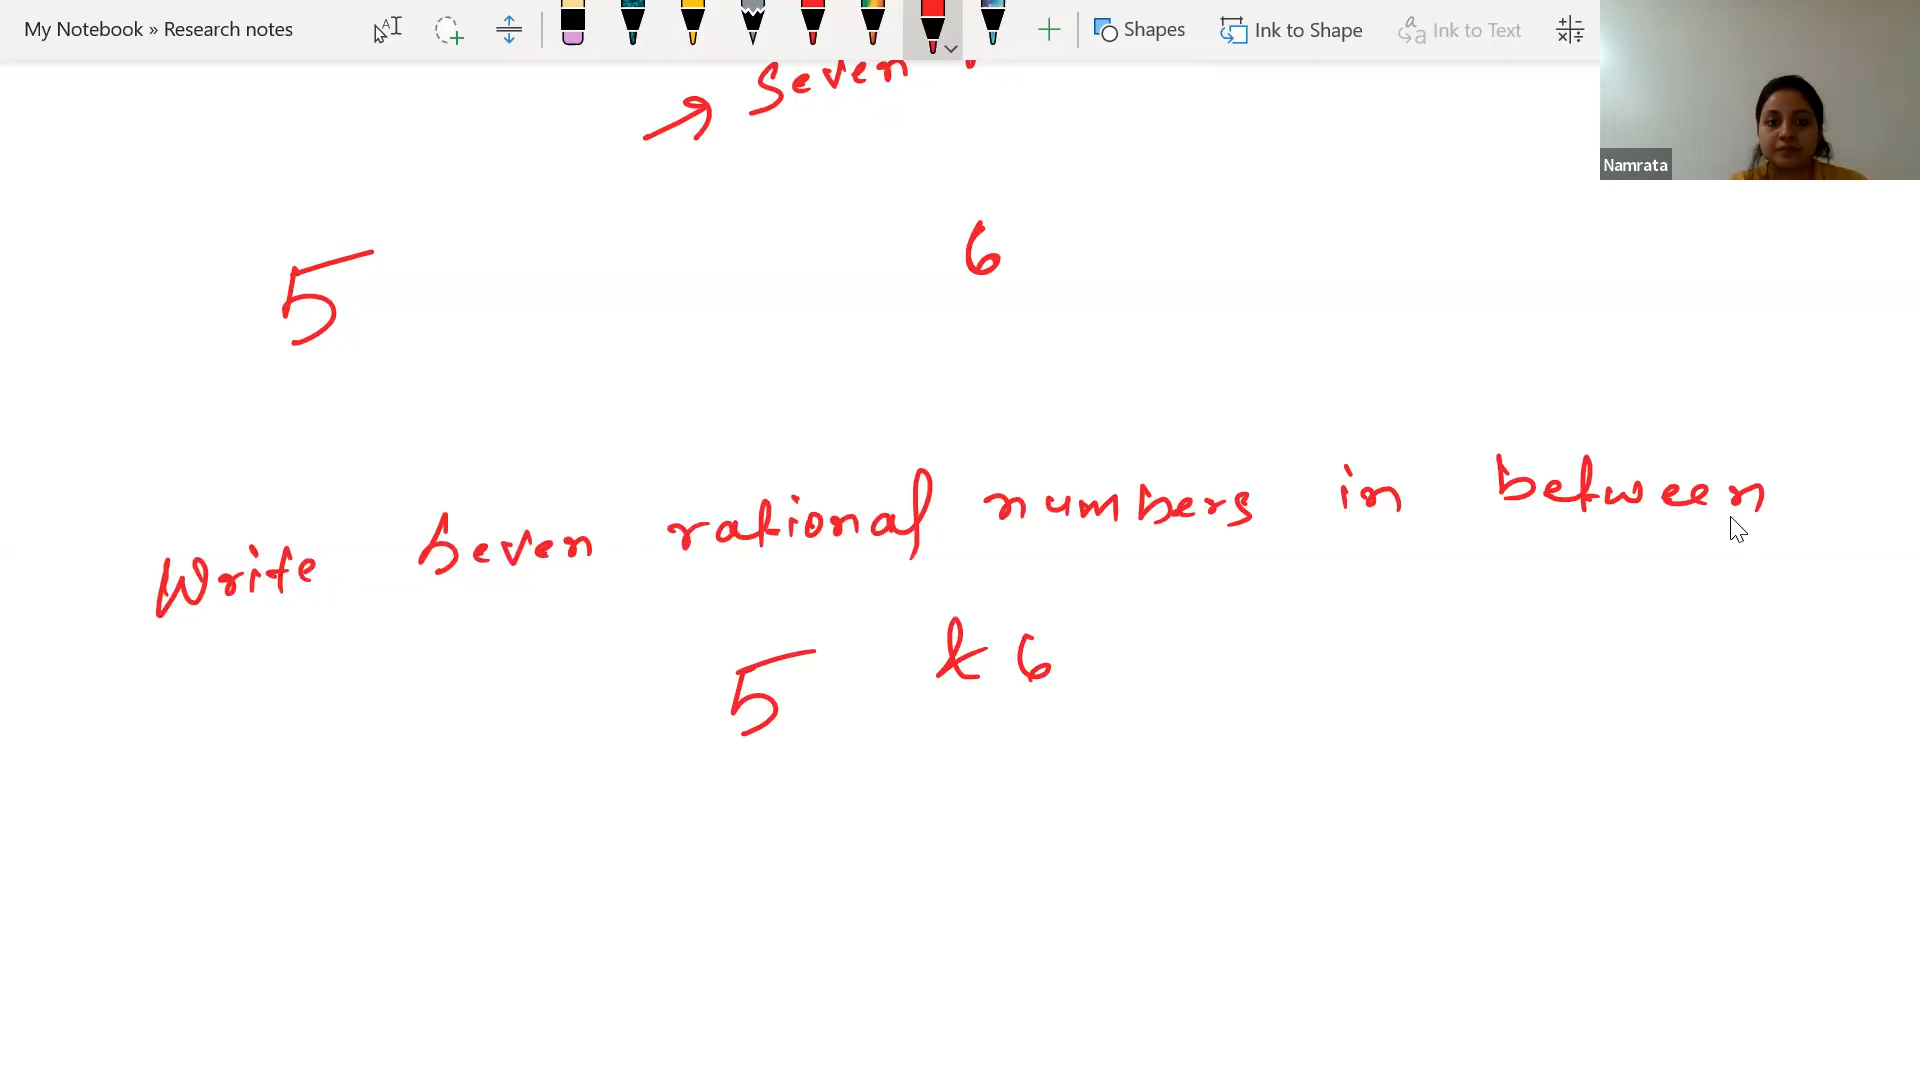 My Notebook » Research notes Shapes Ink to Shape Ink to Text
Namrata
→ Seven
5 6
Write seven rational numbers in between
5 & 6